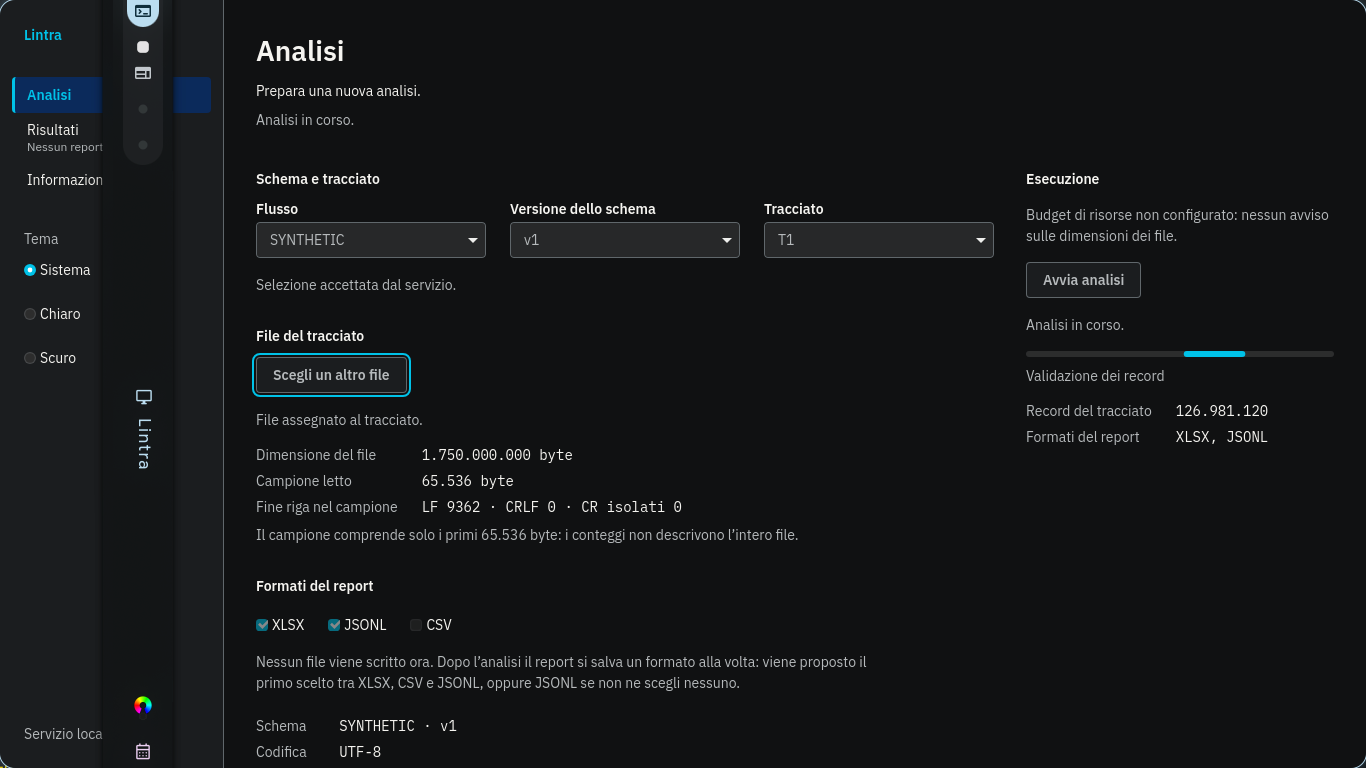 Lintra
Analisi
Risultati
Nessun report
Informazion
Tema
Sistema
Chiaro
Scuro
Servizio loca
Lintra
Analisi
Prepara una nuova analisi.
Analisi in corso.
Schema e tracciato
Flusso
Versione dello schema
Tracciato
SYNTHETIC
v1
T1
Selezione accettata dal servizio.
File del tracciato
Scegli un altro file
File assegnato al tracciato.
Dimensione del file 1.750.000.000 byte
Campione letto 65.536 byte
Fine riga nel campione LF 9362 · CRLF 0 · CR isolati 0
Il campione comprende solo i primi 65.536 byte: i conteggi non descrivono l’intero file.
Formati del report
XLSX JSONL CSV
Nessun file viene scritto ora. Dopo l’analisi il report si salva un formato alla volta: viene proposto il
primo scelto tra XLSX, CSV e JSONL, oppure JSONL se non ne scegli nessuno.
Schema SYNTHETIC · v1
Codifica UTF-8
Esecuzione
Budget di risorse non configurato: nessun avviso
sulle dimensioni dei file.
Avvia analisi
Analisi in corso.
Validazione dei record
Record del tracciato 126.981.120
Formati del report XLSX, JSONL